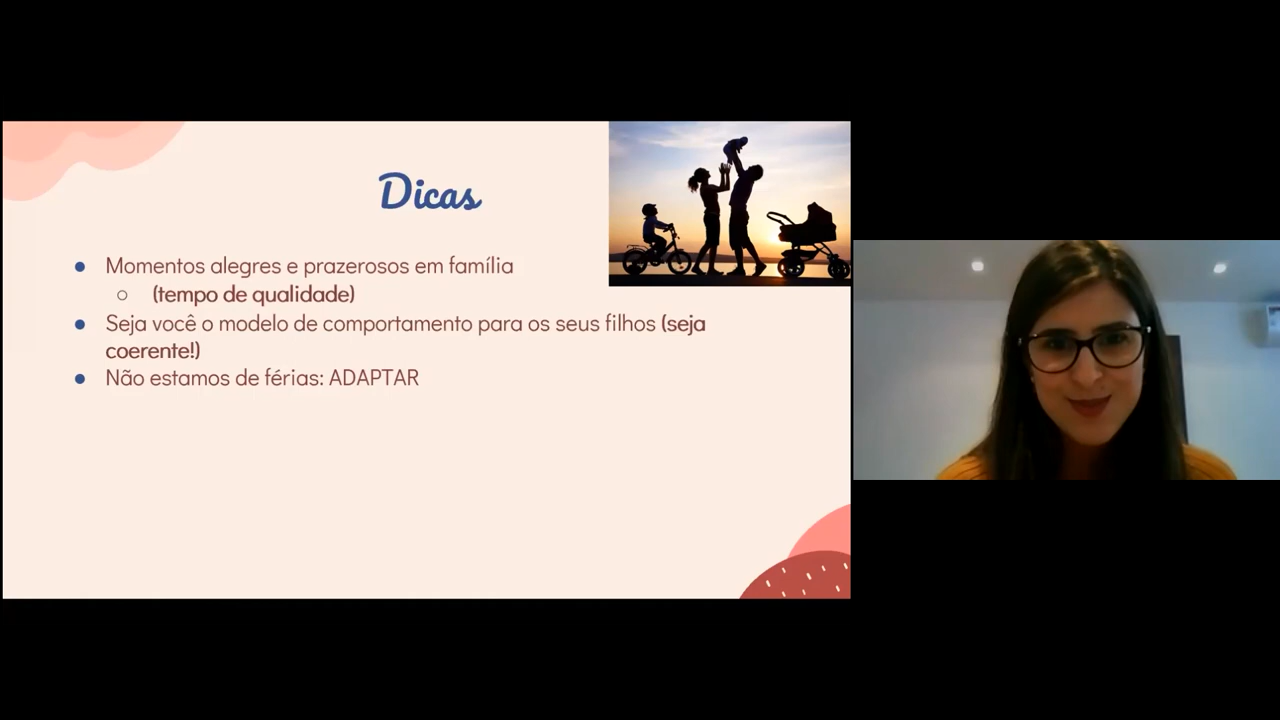 Dicas
● Momentos alegres e prazerosos em família
○ (tempo de qualidade)
● Seja você o modelo de comportamento para os seus filhos (seja
coerente!)
● Não estamos de férias: ADAPTAR